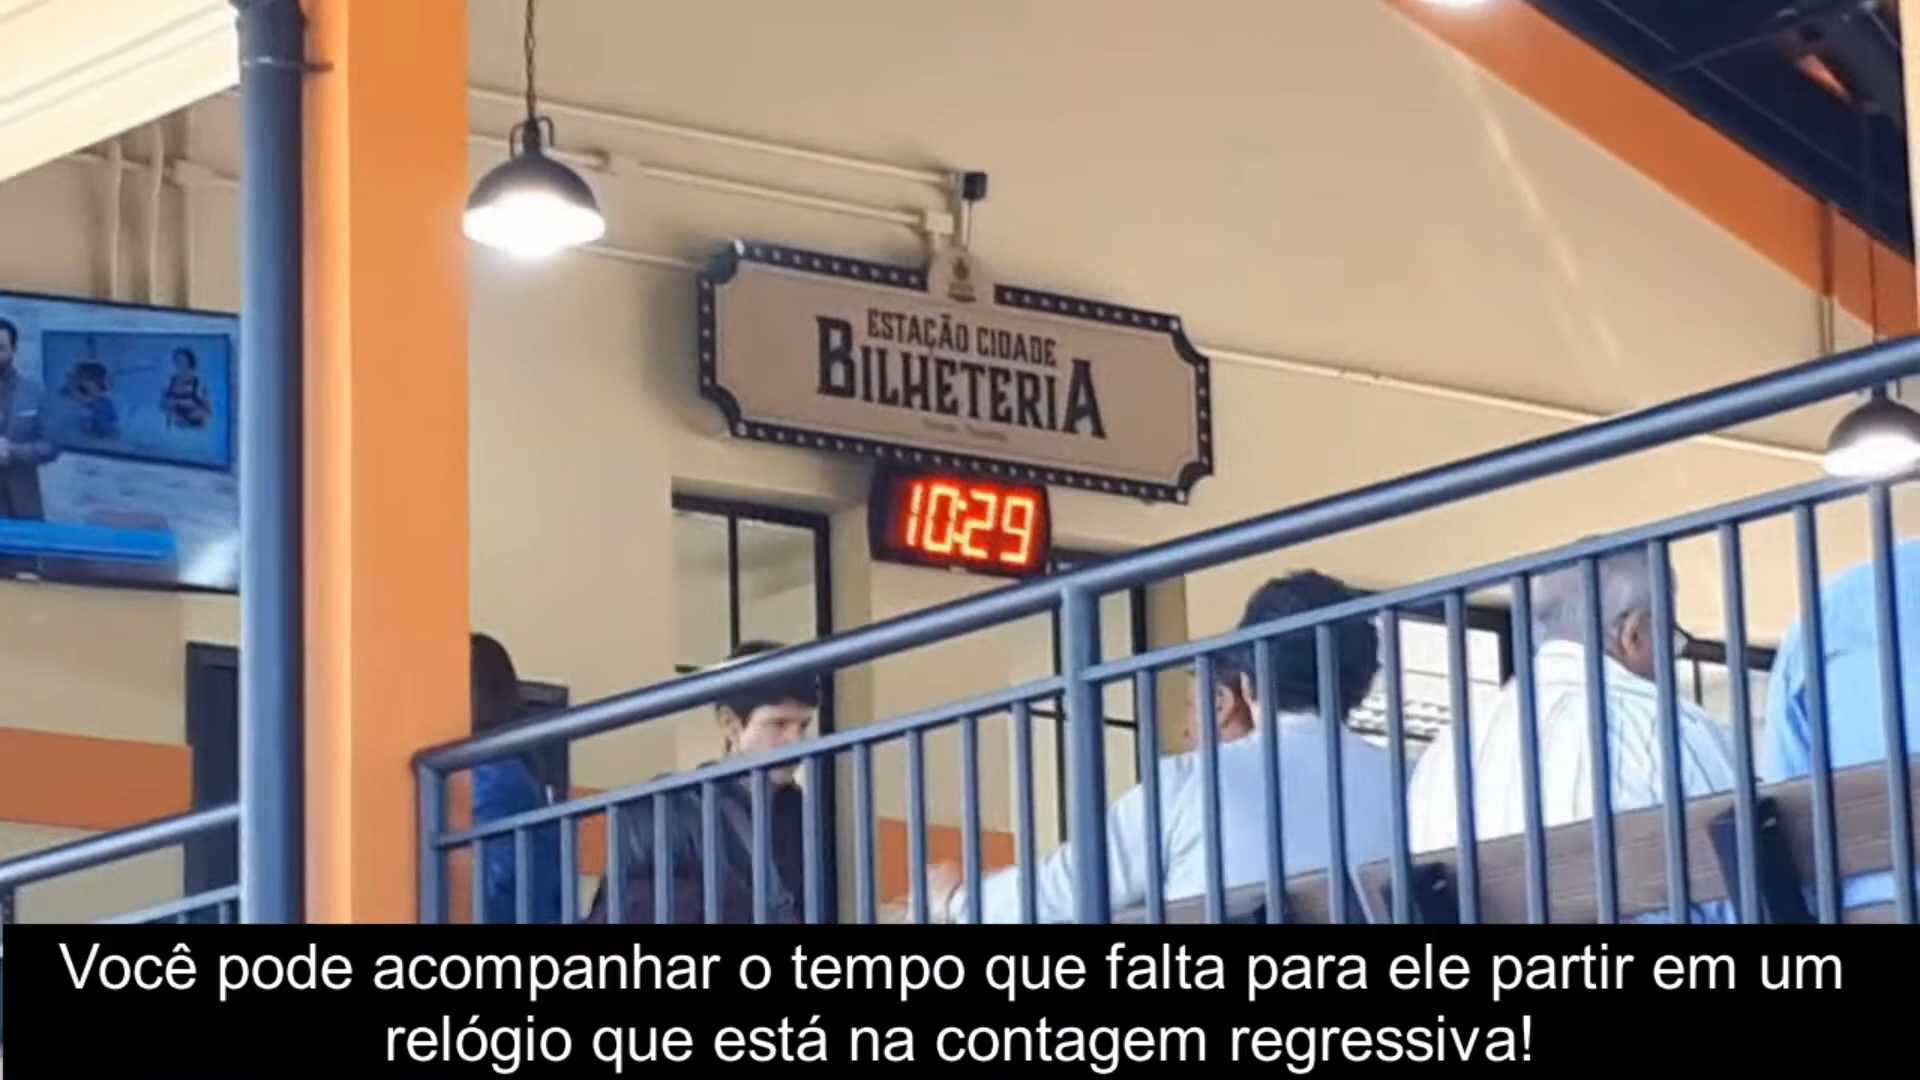 ESTAÇÃO CIDADE
BILHETERIA
10:29
Você pode acompanhar o tempo que falta para ele partir em um
relógio que está na contagem regressiva!